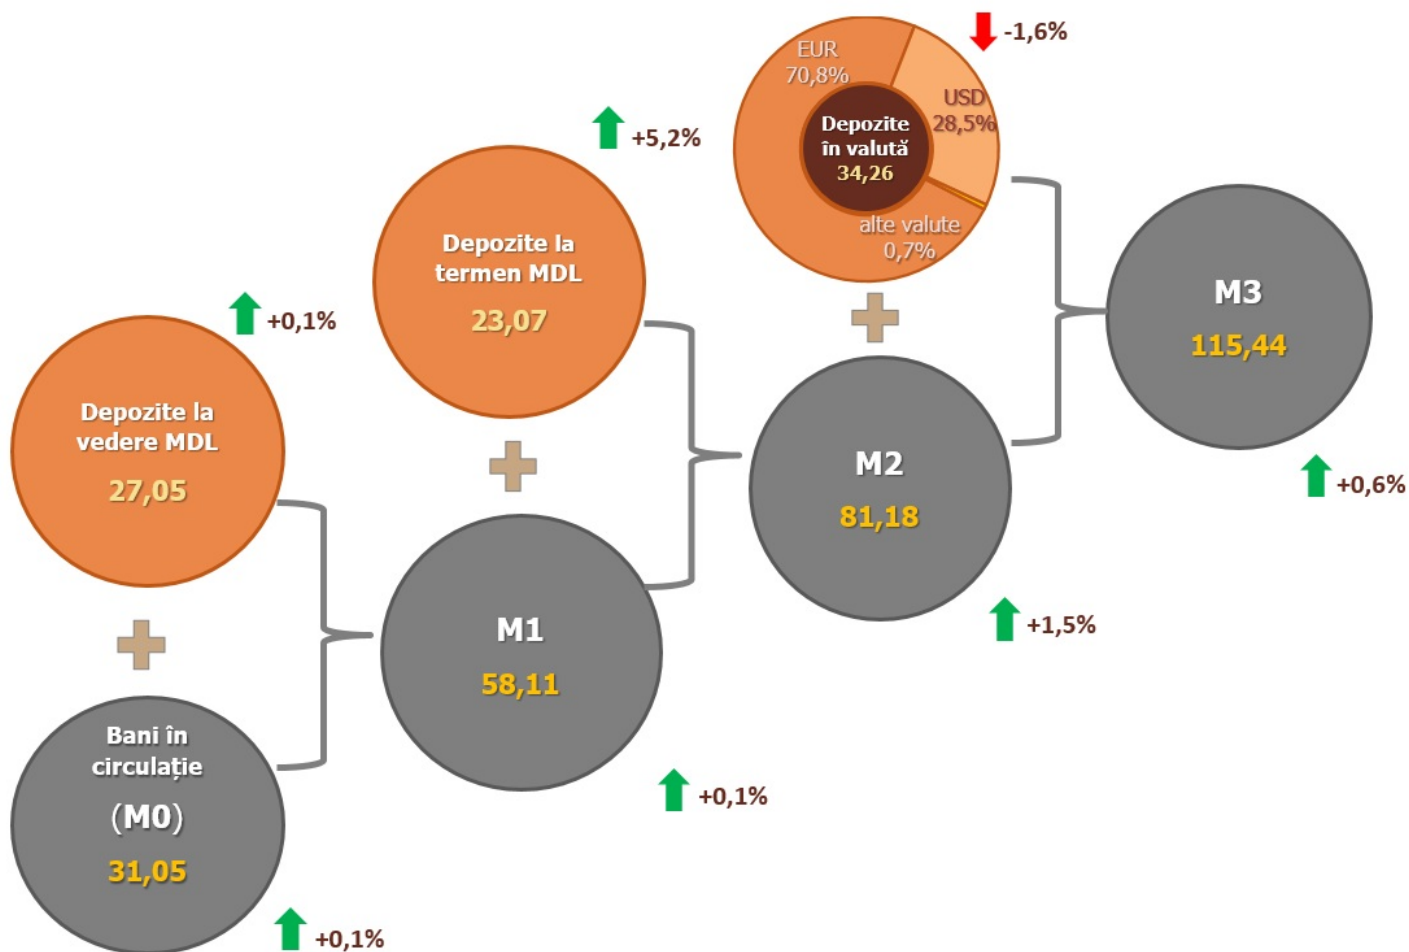 -1,6%
EUR
70,8%
USD
28,5%
Depozite
în valută
34,26
alte valute
0,7%
+5,2%
Depozite la
termen MDL
23,07
+0,1%
Depozite la
vedere MDL
27,05
M3
115,44
+0,6%
M2
81,18
+1,5%
M1
58,11
+0,1%
Bani în
circulație
(M0)
31,05
+0,1%